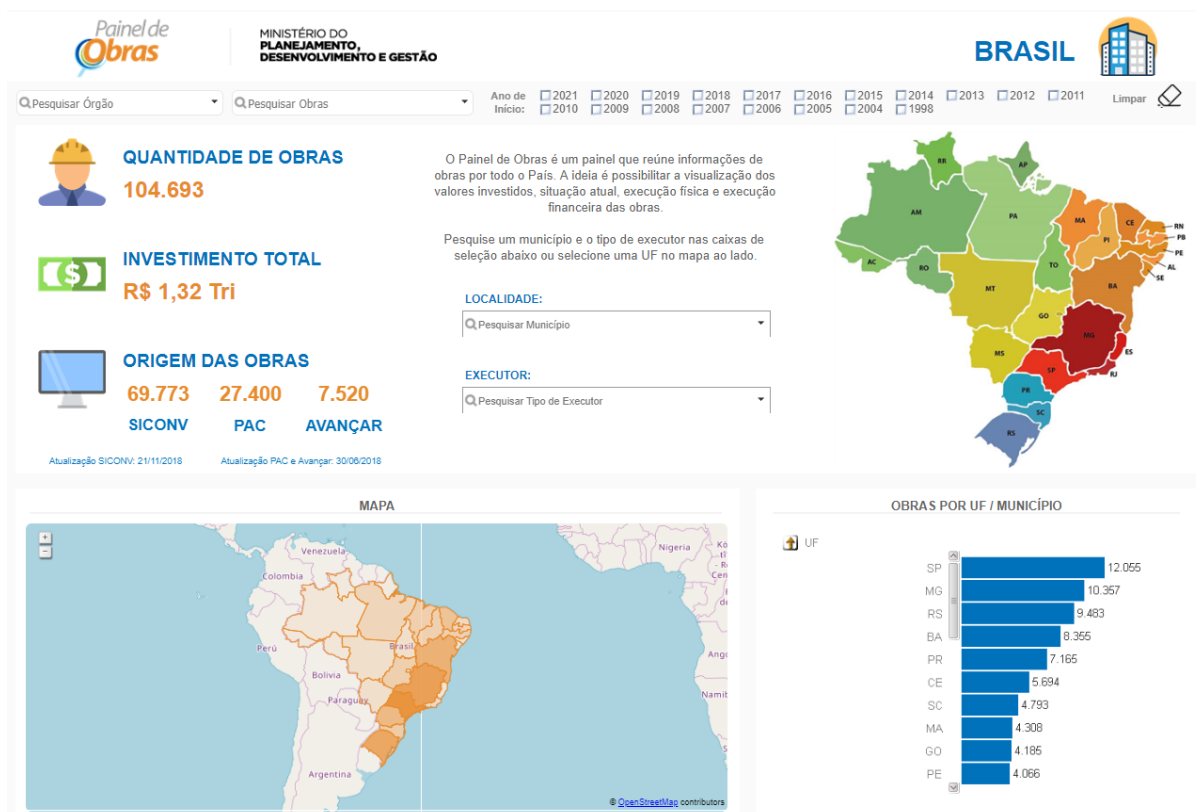 Painel de
Obras
MINISTÉRIO DO
PLANEJAMENTO,
DESENVOLVIMENTO E GESTÃO
BRASIL
Pesquisar Órgão
Pesquisar Obras
Ano de
Início:
2021 2020 2019 2018 2017 2016 2015 2014 2013 2012 2011
2010 2009 2008 2007 2006 2005 2004 1998
Limpar
QUANTIDADE DE OBRAS
104.693
INVESTIMENTO TOTAL
R$ 1,32 Tri
ORIGEM DAS OBRAS
69.773 27.400 7.520
SICONV PAC AVANÇAR
Atualização SICONV: 21/11/2018 Atualização PAC e Avançar: 30/06/2018
O Painel de Obras é um painel que reúne informações de
obras por todo o País. A ideia é possibilitar a visualização dos
valores investidos, situação atual, execução física e execução
financeira das obras.
Pesquise um município e o tipo de executor nas caixas de
seleção abaixo ou selecione uma UF no mapa ao lado.
LOCALIDADE:
Pesquisar Município
EXECUTOR:
Pesquisar Tipo de Executor
RR
AP
AM
PA
MA
CE
RN
PB
PI
PE
AL
SE
AC
RO
TO
BA
MT
GO
MG
ES
MS
SP
RJ
PR
SC
RS
MAPA
+
−
Venezuela
Colombia
Perú
Brasil
Bolivia
Paraguay
Argentina
Nigeria
Kö
tl
- R
Cen
d
Ango
Namib
S
© OpenStreetMap contributors
OBRAS POR UF / MUNICÍPIO
UF
SP 12.055
MG 10.357
RS 9.483
BA 8.355
PR 7.165
CE 5.694
SC 4.793
MA 4.308
GO 4.185
PE 4.066